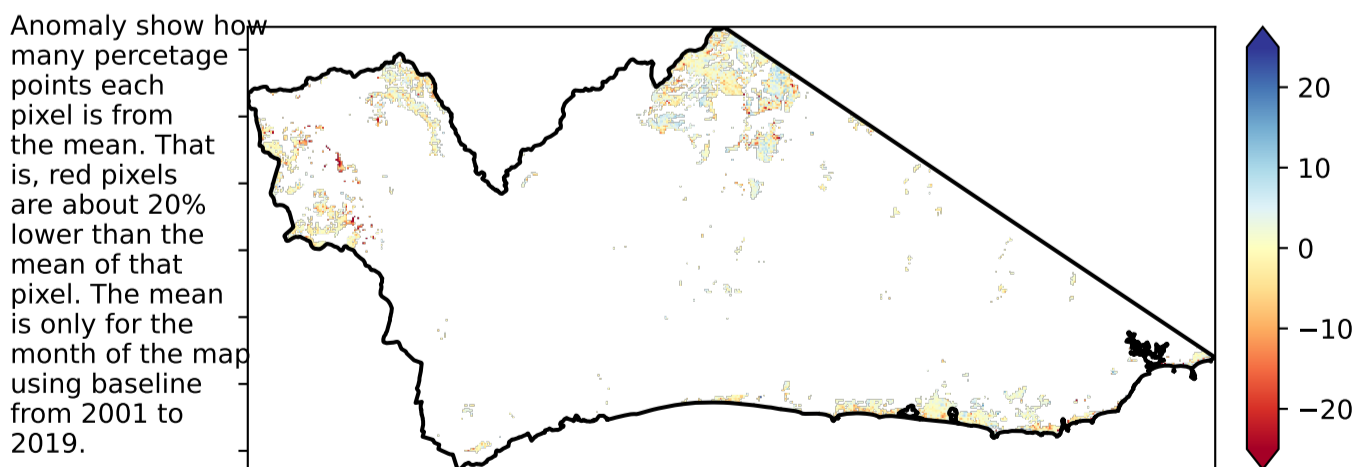 Anomaly show how
many percetage
points each
pixel is from
the mean. That
is, red pixels
are about 20%
lower than the
mean of that
pixel. The mean
is only for the
month of the map
using baseline
from 2001 to
2019.
20
10
0
−10
−20